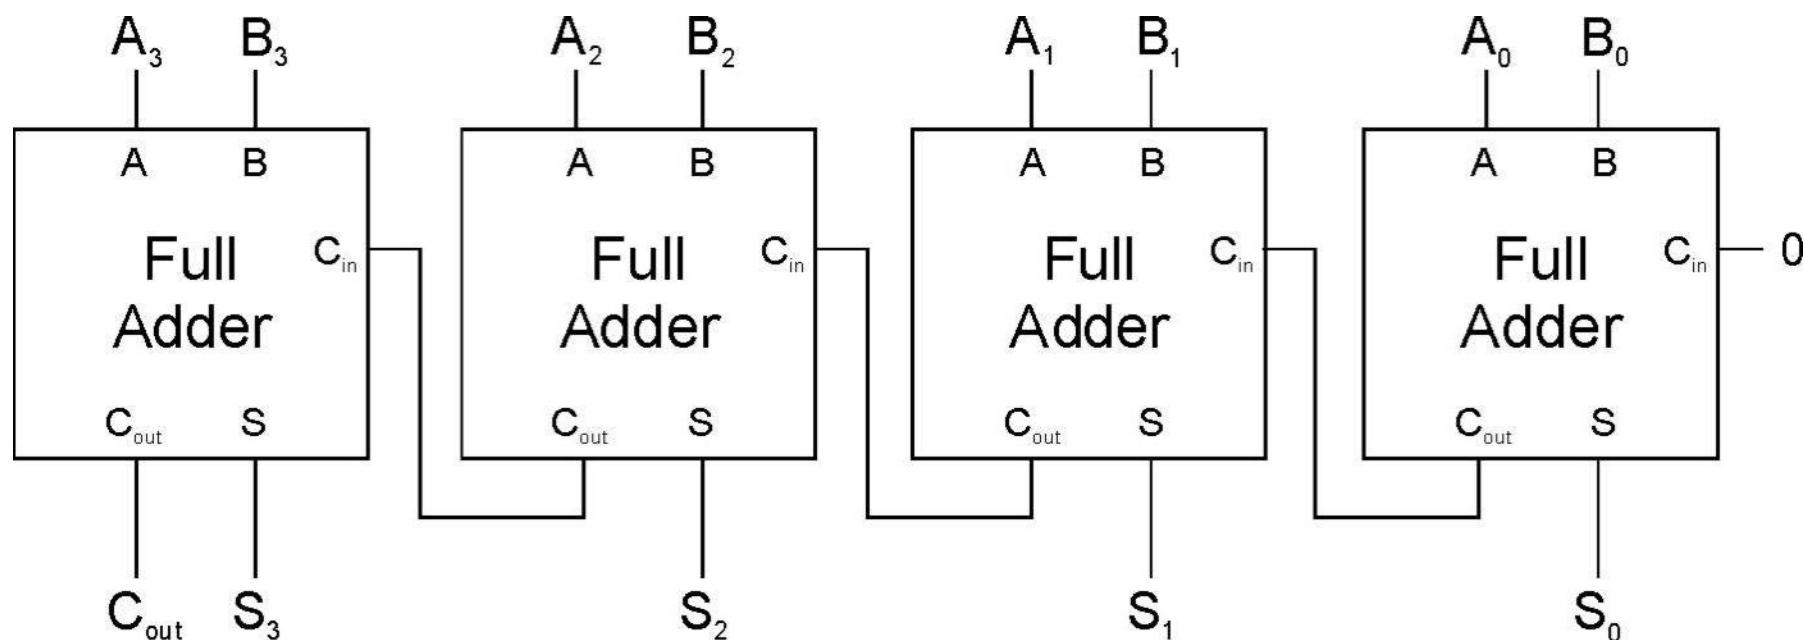 A₃ B₃ A₂ B₂ A₁ B₁ A₀ B₀
A B A B A B A B
Full Cᵢₙ Full Cᵢₙ Full Cᵢₙ Full Cᵢₙ 0
Adder Adder Adder Adder
Cout S Cout S Cout S Cout S
Cout S₃ S₂ S₁ S₀